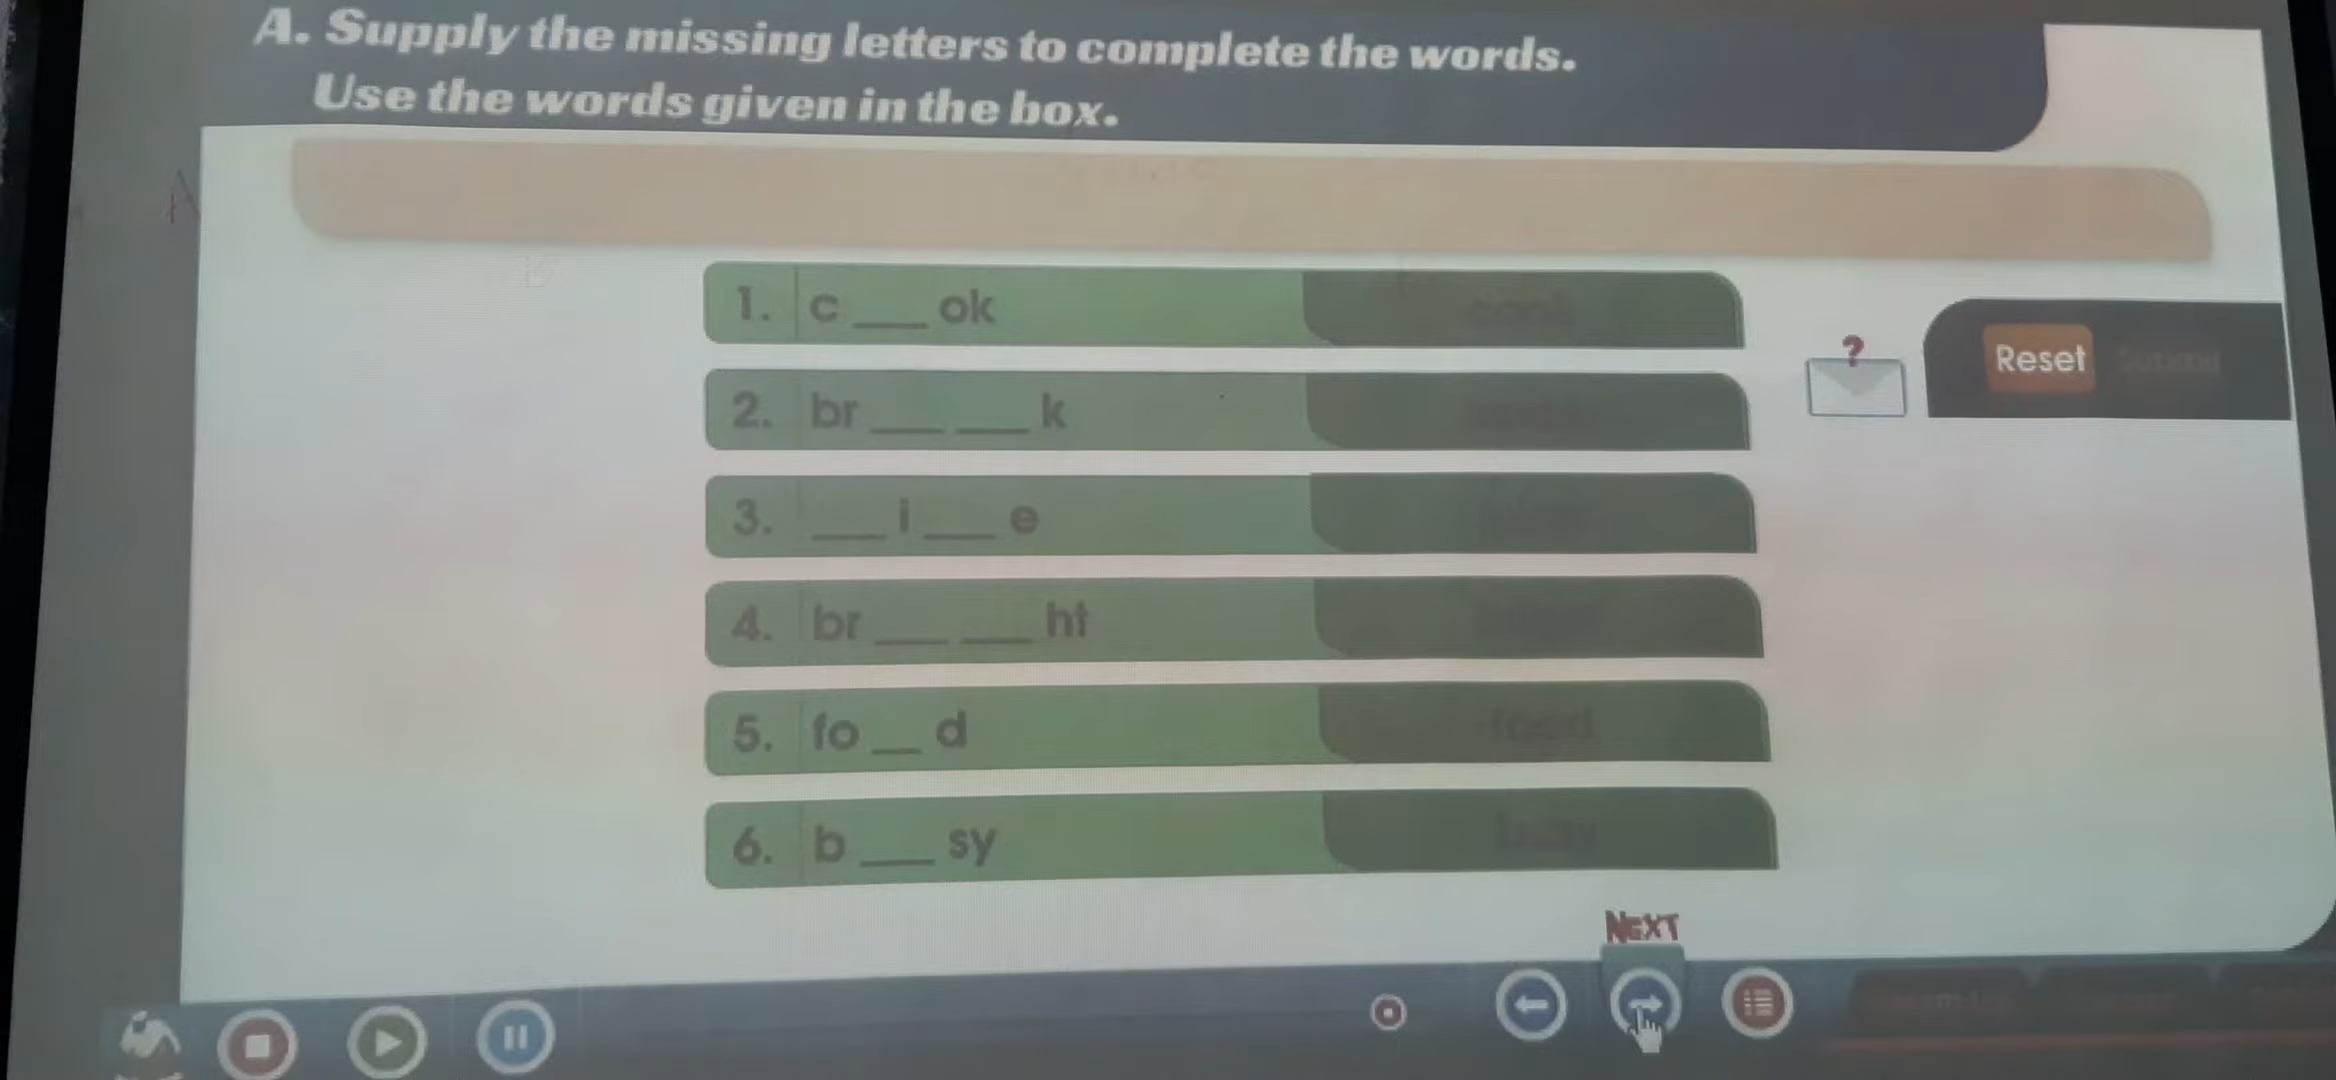 A. Supply the missing letters to complete the words.
Use the words given in the box.
1. c ___ ok
2. br ___ ___ k
3. ___ i ___ e
4. br ___ ___ ht
5. fo ___ d food
6. b ___ sy
? Reset Submit
NEXT